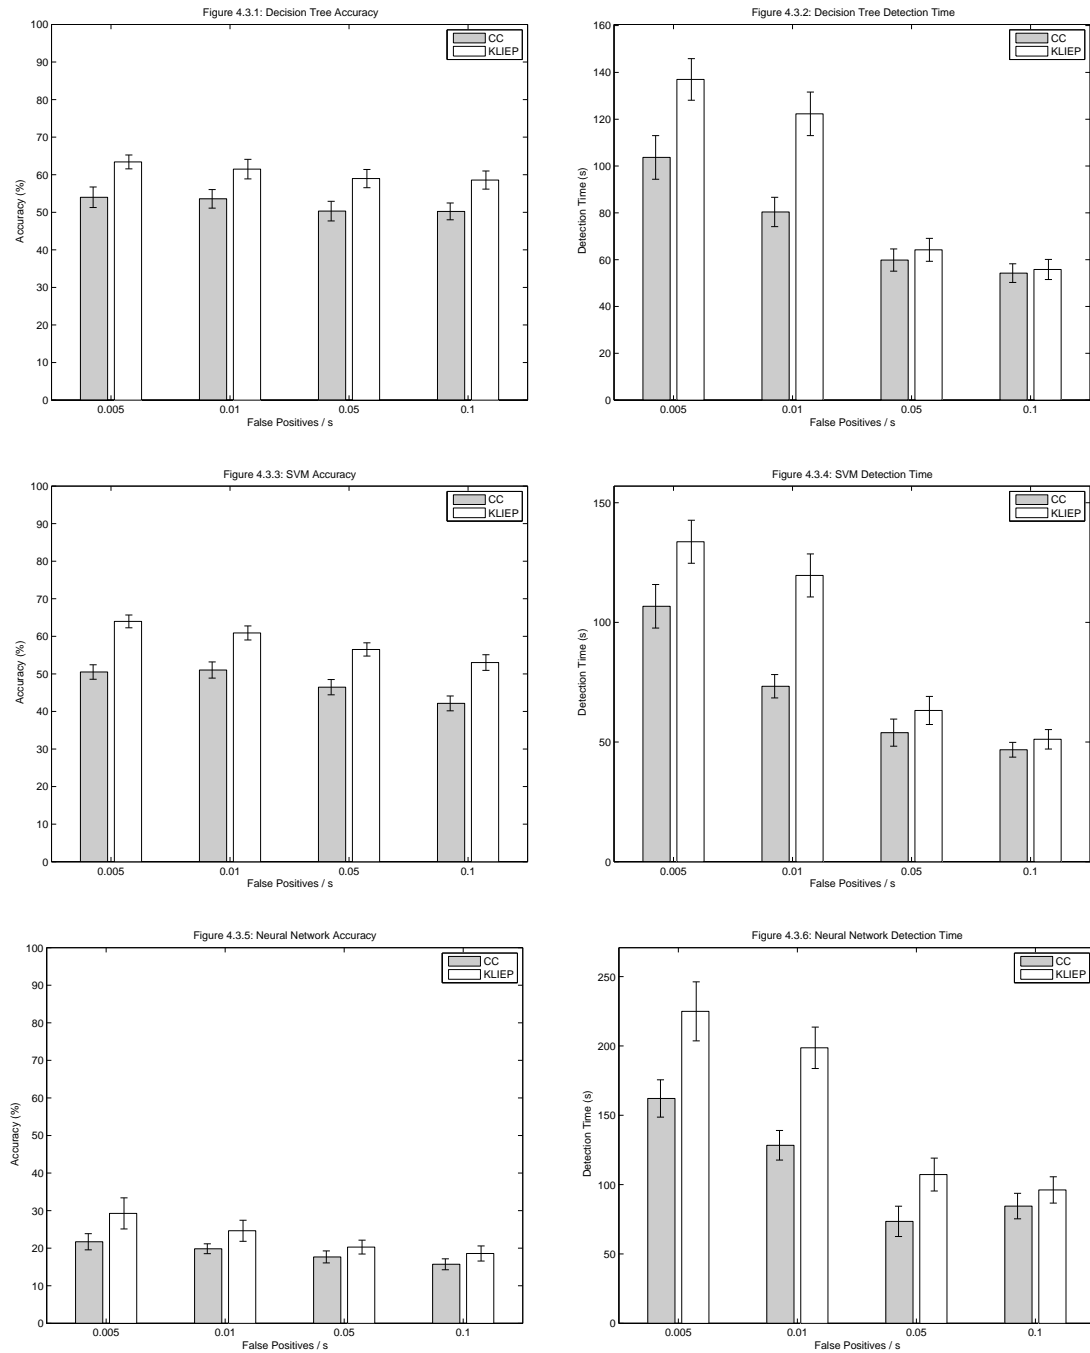 Figure 4.3.1: Decision Tree Accuracy
100
90
80
70
60
50
40
30
20
10
0
Accuracy (%)
0.005
0.01
0.05
0.1
False Positives / s
CC
KLIEP
Figure 4.3.2: Decision Tree Detection Time
160
140
120
100
80
60
40
20
0
Detection Time (s)
0.005
0.01
0.05
0.1
False Positives / s
CC
KLIEP
Figure 4.3.3: SVM Accuracy
100
90
80
70
60
50
40
30
20
10
0
Accuracy (%)
0.005
0.01
0.05
0.1
False Positives / s
CC
KLIEP
Figure 4.3.4: SVM Detection Time
150
100
50
0
Detection Time (s)
0.005
0.01
0.05
0.1
False Positives / s
CC
KLIEP
Figure 4.3.5: Neural Network Accuracy
100
90
80
70
60
50
40
30
20
10
0
Accuracy (%)
0.005
0.01
0.05
0.1
False Positives / s
CC
KLIEP
Figure 4.3.6: Neural Network Detection Time
250
200
150
100
50
0
Detection Time (s)
0.005
0.01
0.05
0.1
False Positives / s
CC
KLIEP